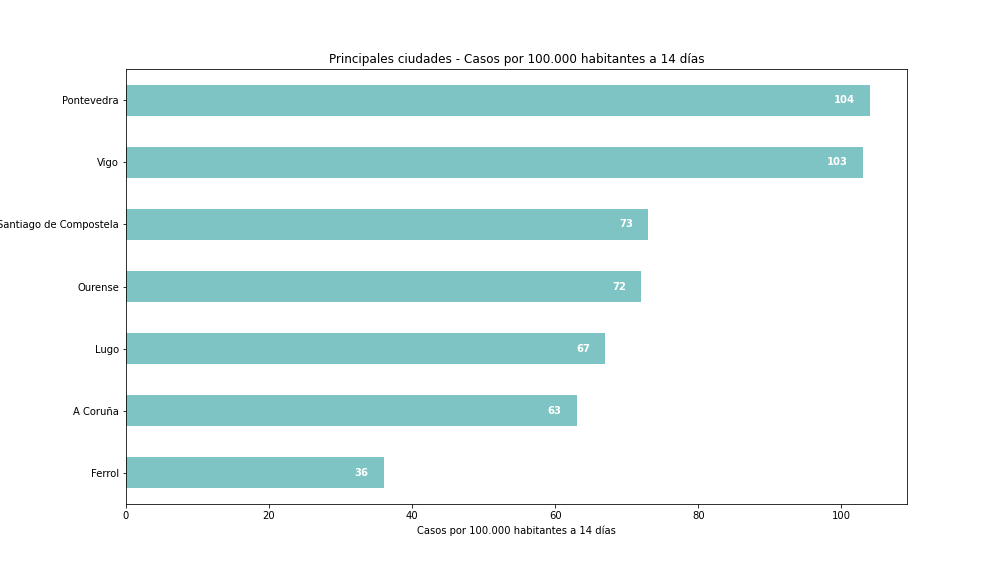 Principales ciudades - Casos por 100.000 habitantes a 14 días
Pontevedra 104
Vigo 103
Santiago de Compostela 73
Ourense 72
Lugo 67
A Coruña 63
Ferrol 36
0 20 40 60 80 100
Casos por 100.000 habitantes a 14 días